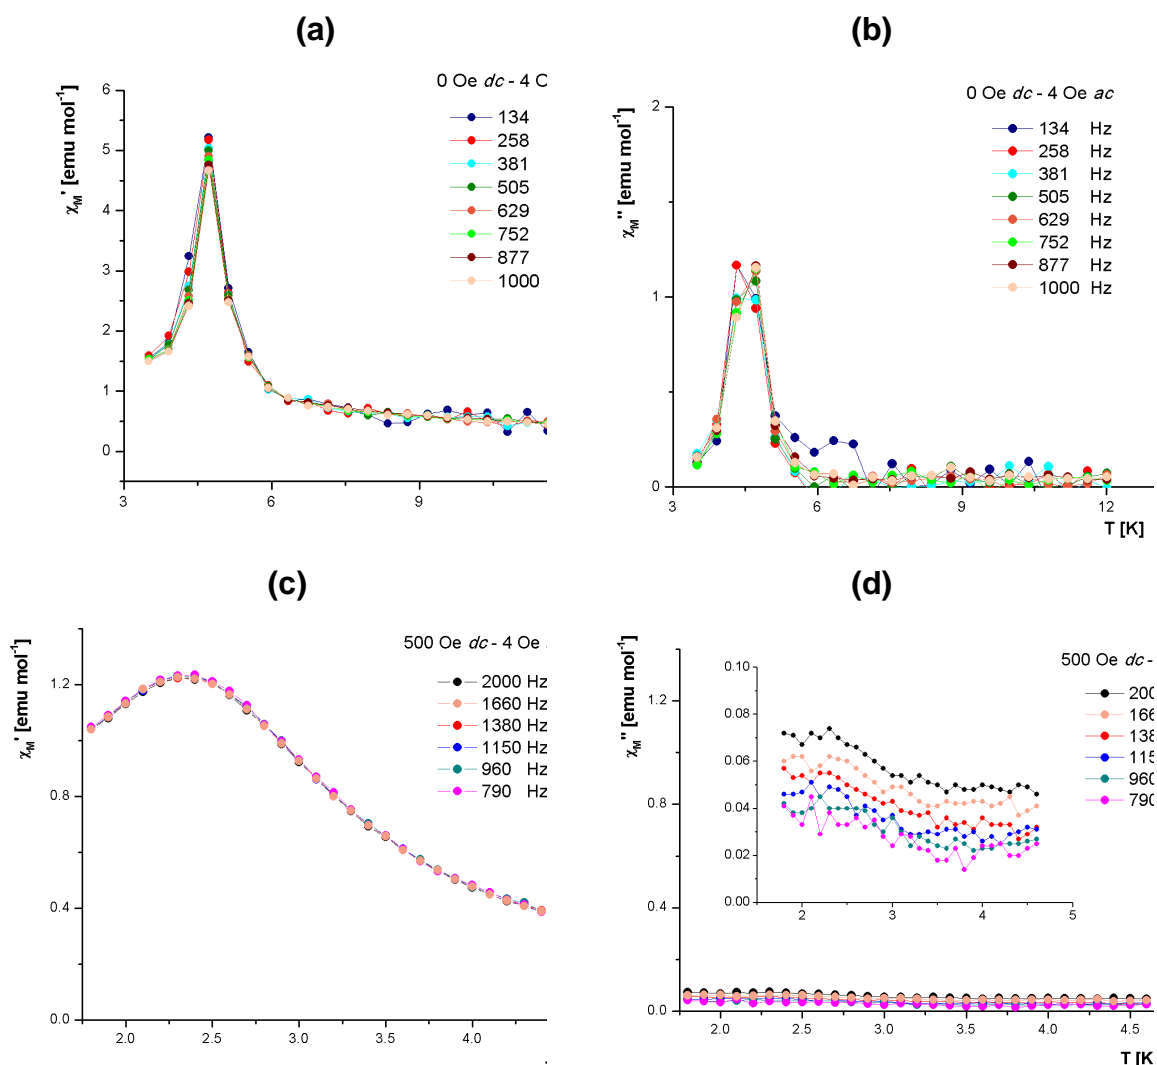 (a)
(b)
0 Oe dc - 4 O
134
258
381
505
629
752
877
1000
χM' [emu mol-1]
6
5
4
3
2
1
0
3
6
9
0 Oe dc - 4 Oe ac
134 Hz
258 Hz
381 Hz
505 Hz
629 Hz
752 Hz
877 Hz
1000 Hz
χM'' [emu mol-1]
2
1
0
3
6
9
12
T [K]
(c)
(d)
500 Oe dc - 4 Oe
2000 Hz
1660 Hz
1380 Hz
1150 Hz
960 Hz
790 Hz
χM' [emu mol-1]
1.2
0.8
0.4
0.0
2.0
2.5
3.0
3.5
4.0
500 Oe dc -
200
166
138
115
960
790
χM'' [emu mol-1]
1.2
0.8
0.4
0.0
0.10
0.08
0.06
0.04
0.02
0.00
2
3
4
5
2.0
2.5
3.0
3.5
4.0
4.5
T [K